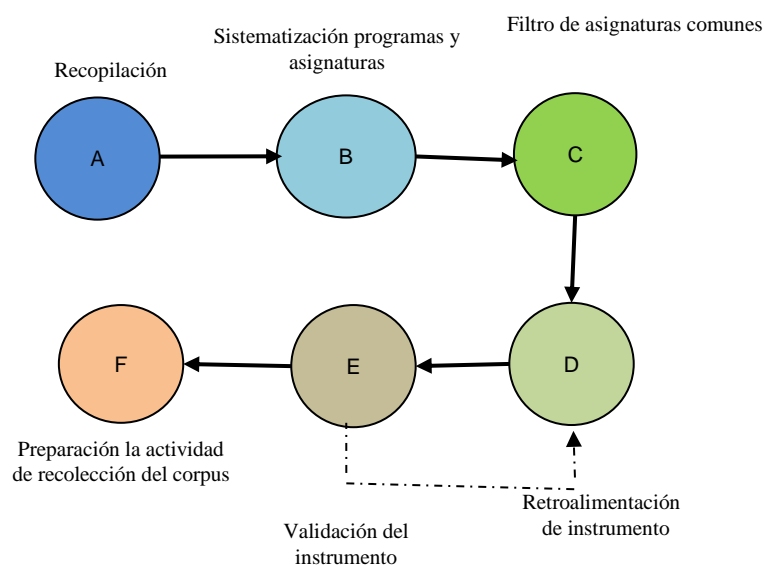 Filtro de asignaturas comunes
Sistematización programas y
asignaturas
Recopilación
A
B
C
F
E
D
Preparación la actividad
de recolección del corpus
Retroalimentación
de instrumento
Validación del
instrumento